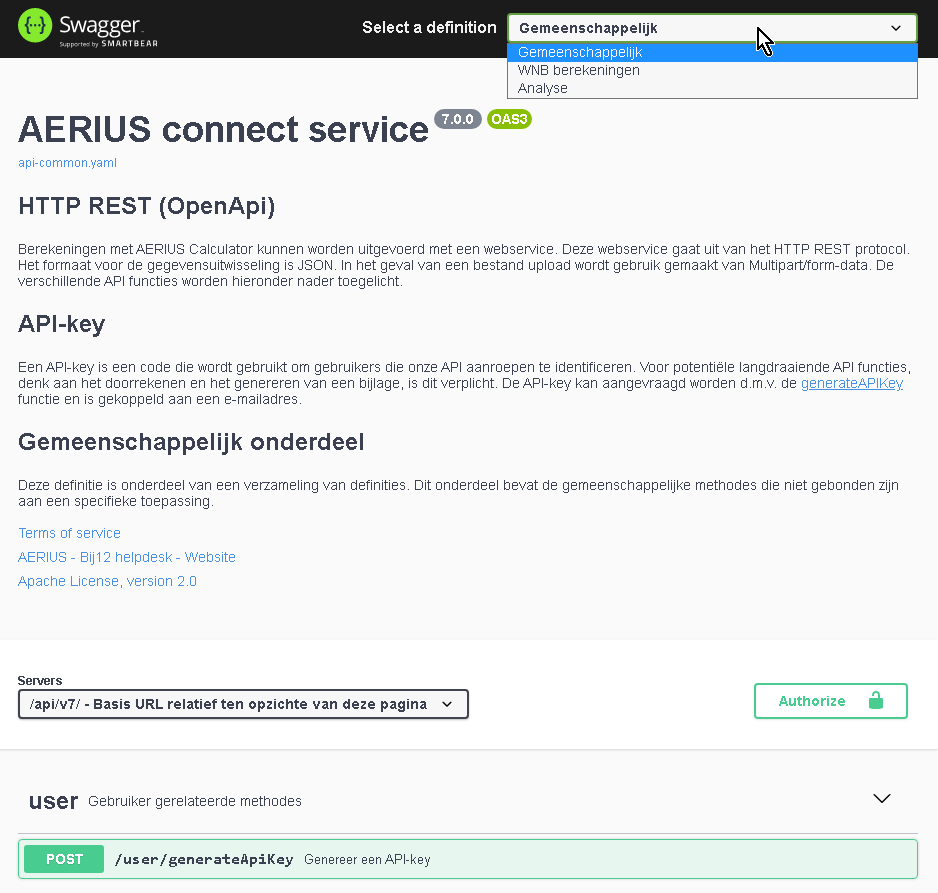 Swagger.
Supported by SMARTBEAR
Select a definition
Gemeenschappelijk
Gemeenschappelijk
WNB berekeningen
Analyse
AERIUS connect service 7.0.0 OAS3
api-common.yaml
HTTP REST (OpenApi)
Berekeningen met AERIUS Calculator kunnen worden uitgevoerd met een webservice. Deze webservice gaat uit van het HTTP REST protocol.
Het formaat voor de gegevensuitwisseling is JSON. In het geval van een bestand upload wordt gebruik gemaakt van Multipart/form-data. De
verschillende API functies worden hieronder nader toegelicht.
API-key
Een API-key is een code die wordt gebruikt om gebruikers die onze API aanroepen te identificeren. Voor potentiële langdraaiende API functies,
denk aan het doorrekenen en het genereren van een bijlage, is dit verplicht. De API-key kan aangevraagd worden d.m.v. de generateAPIKey
functie en is gekoppeld aan een e-mailadres.
Gemeenschappelijk onderdeel
Deze definitie is onderdeel van een verzameling van definities. Dit onderdeel bevat de gemeenschappelijke methodes die niet gebonden zijn
aan een specifieke toepassing.
Terms of service
AERIUS - Bij12 helpdesk - Website
Apache License, version 2.0
Servers
/api/v7/ - Basis URL relatief ten opzichte van deze pagina
Authorize
user Gebruiker gerelateerde methodes
POST /user/generateApiKey Genereer een API-key